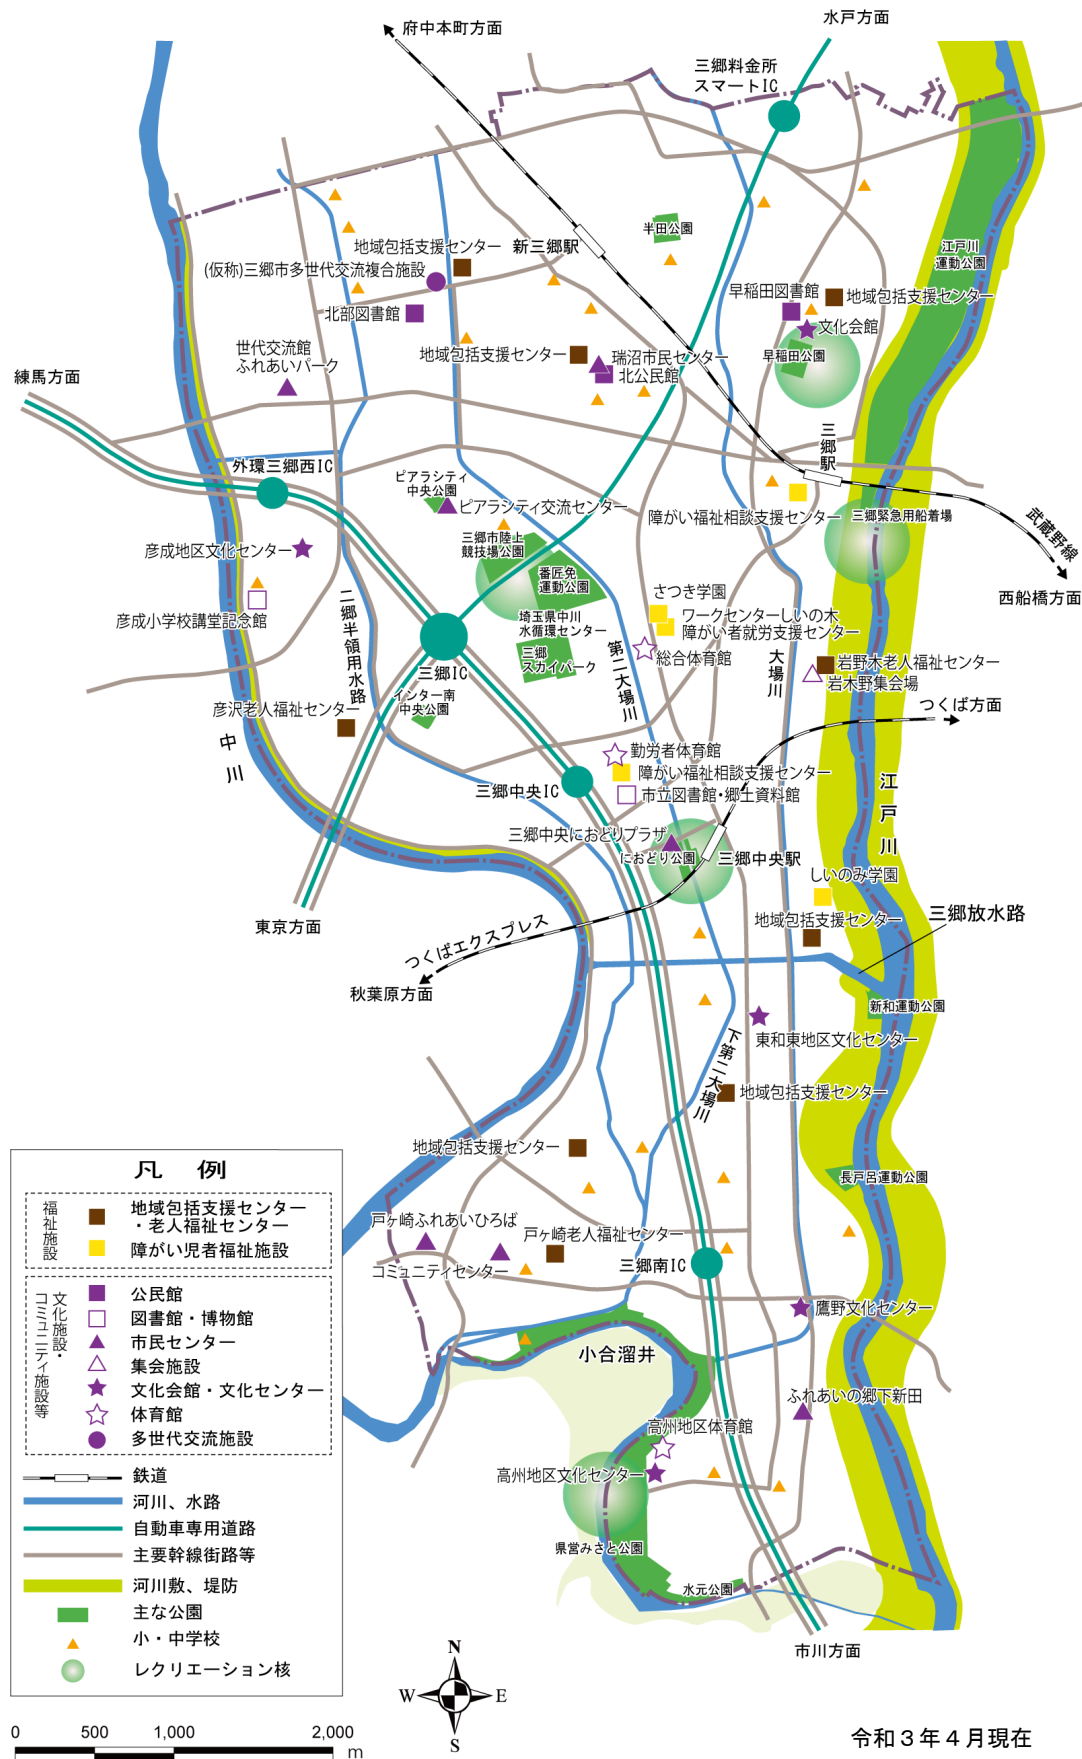 府中本町方面
水戸方面
三郷料金所
スマートIC
半田公園
江戸川
運動公園
地域包括支援センター
新三郷駅
(仮称)三郷市多世代交流複合施設
北部図書館
早稲田図書館
地域包括支援センター
文化会館
早稲田公園
世代交流館
ふれあいパーク
地域包括支援センター
瑞沼市民センター
北公民館
練馬方面
三郷駅
外環三郷西IC
ピアラシティ
中央公園
ピアラシティ交流センター
障がい福祉相談支援センター
三郷緊急用船着場
武蔵野線
西船橋方面
三郷市陸上
競技場公園
番匠免
運動公園
彦成地区文化センター
彦成小学校講堂記念館
二郷半領用水路
埼玉県中川
水循環センター
三郷
スカイパーク
さつき学園
ワークセンターしいの木
障がい者就労支援センター
総合体育館
第二大場川
大場川
岩野木老人福祉センター
岩木野集会場
三郷IC
インター南
中央公園
彦沢老人福祉センター
中川
つくば方面
勤労者体育館
障がい福祉相談支援センター
市立図書館・郷土資料館
三郷中央IC
江戸川
三郷中央におどりプラザ
におどり公園
三郷中央駅
しいのみ学園
地域包括支援センター
三郷放水路
東京方面
つくばエクスプレス
秋葉原方面
新和運動公園
東和東地区文化センター
下第二大場川
地域包括支援センター
地域包括支援センター
長戸呂運動公園
戸ヶ崎ふれあいひろば
戸ヶ崎老人福祉センター
コミュニティセンター
三郷南IC
鷹野文化センター
小合溜井
ふれあいの郷下新田
高州地区体育館
高州地区文化センター
県営みさと公園
水元公園
市川方面
凡 例
福祉施設
地域包括支援センター
・老人福祉センター
障がい児者福祉施設
文化施設・
コミュニティ施設等
公民館
図書館・博物館
市民センター
集会施設
文化会館・文化センター
体育館
多世代交流施設
鉄道
河川、水路
自動車専用道路
主要幹線街路等
河川敷、堤防
主な公園
小・中学校
レクリエーション核
N
W
E
S
0 500 1,000 2,000
m
令和3年4月現在